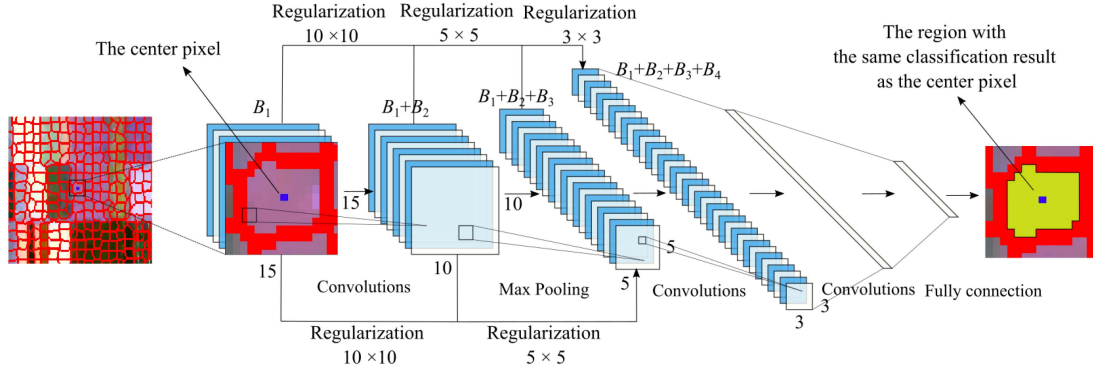 Regularization
10 ×10
Regularization
5 × 5
Regularization
3 × 3
The center pixel
The region with
the same classification result
as the center pixel
B₁
B₁+B₂
B₁+B₂+B₃
B₁+B₂+B₃+B₄
15
15
10
10
5
5
3
3
Convolutions
Max Pooling
Convolutions
Convolutions
Fully connection
Regularization
10 ×10
Regularization
5 × 5